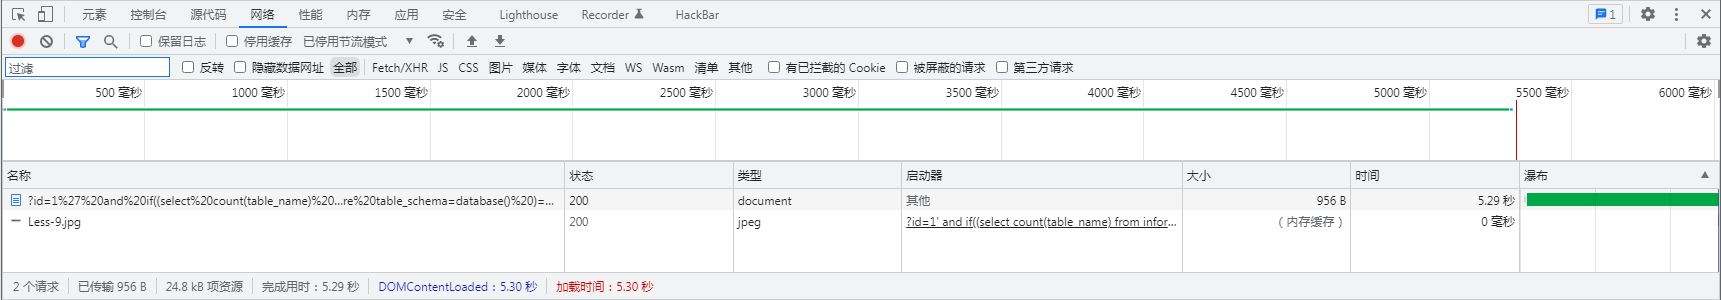 元素 控制台 源代码 网络 性能 内存 应用 安全 Lighthouse Recorder HackBar 1
保留日志 停用缓存 已停用节流模式
过滤 反转 隐藏数据网址 全部 Fetch/XHR JS CSS 图片 媒体 字体 文档 WS Wasm 清单 其他 有已拦截的 Cookie 被屏蔽的请求 第三方请求
500 毫秒 1000 毫秒 1500 毫秒 2000 毫秒 2500 毫秒 3000 毫秒 3500 毫秒 4000 毫秒 4500 毫秒 5000 毫秒 5500 毫秒 6000 毫秒
名称 状态 类型 启动器 大小 时间 瀑布
?id=1%27%20and%20if((select%20count(table_name)%20...re%20table_schema=database()%20)=... 200 document 其他 956 B 5.29 秒
Less-9.jpg 200 jpeg ?id=1' and if((select count(table_name) from infor... （内存缓存） 0 毫秒
2 个请求 已传输 956 B 24.8 kB 项资源 完成用时：5.29 秒 DOMContentLoaded：5.30 秒 加载时间：5.30 秒